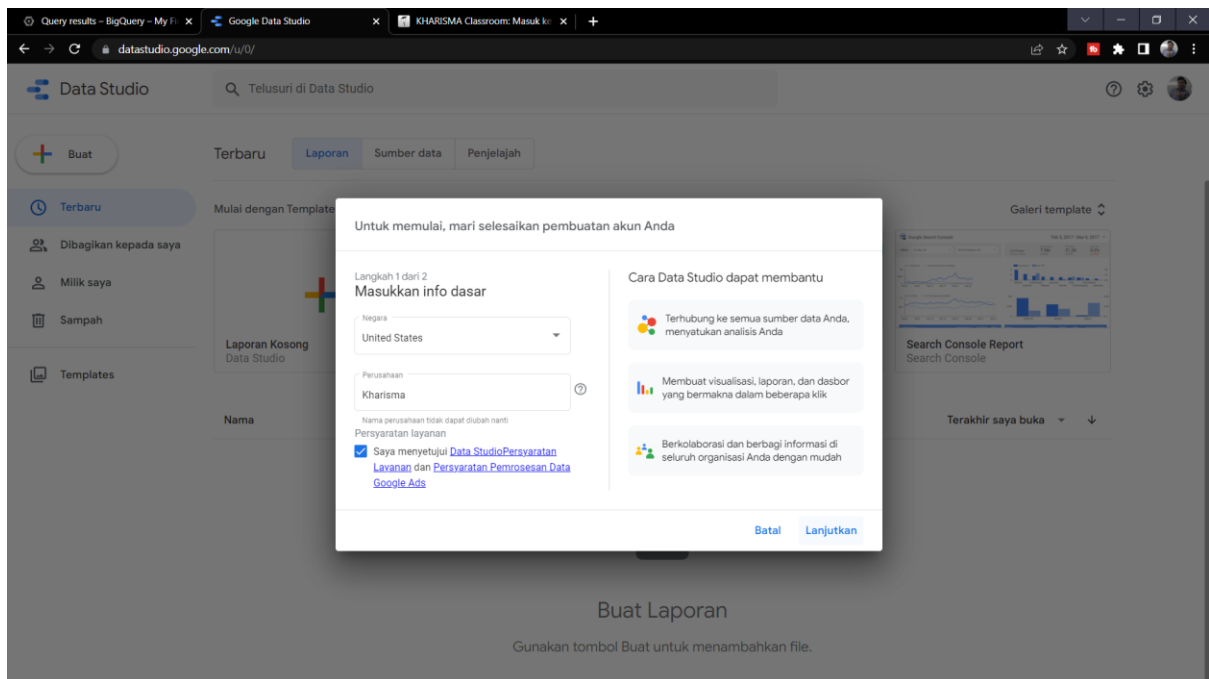 Query results – BigQuery – My Fi
Google Data Studio
KHARISMA Classroom: Masuk ke
datastudio.google.com/u/0/
Data Studio
Telusuri di Data Studio
Buat
Terbaru
Laporan
Sumber data
Penjelajah
Terbaru
Dibagikan kepada saya
Milik saya
Sampah
Templates
Mulai dengan Template
Galeri template
Laporan Kosong
Data Studio
Search Console Report
Search Console
Nama
Terakhir saya buka
Untuk memulai, mari selesaikan pembuatan akun Anda
Langkah 1 dari 2
Masukkan info dasar
Negara
United States
Perusahaan
Kharisma
Nama perusahaan tidak dapat diubah nanti
Persyaratan layanan
Saya menyetujui Data StudioPersyaratan
Layanan dan Persyaratan Pemrosesan Data
Google Ads
Cara Data Studio dapat membantu
Terhubung ke semua sumber data Anda,
menyatukan analisis Anda
Membuat visualisasi, laporan, dan dasbor
yang bermakna dalam beberapa klik
Berkolaborasi dan berbagi informasi di
seluruh organisasi Anda dengan mudah
Batal
Lanjutkan
Buat Laporan
Gunakan tombol Buat untuk menambahkan file.